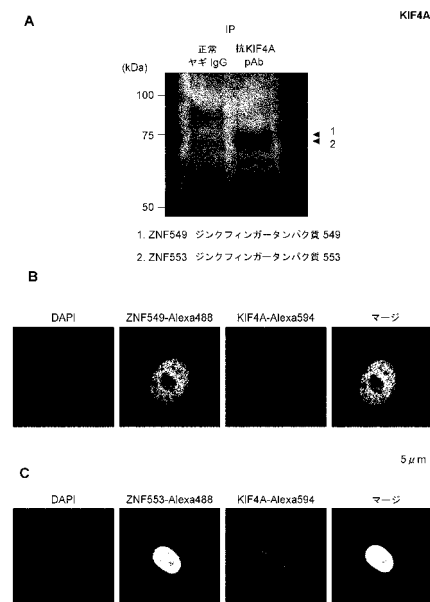 KIF4A
A
IP
正常
ヤギ IgG
抗KIF4A
pAb
(kDa)
100
75
50
1
2
1. ZNF549 ジンクフィンガータンパク質 549
2. ZNF553 ジンクフィンガータンパク質 553
B
DAPI ZNF549-Alexa488 KIF4A-Alexa594 マージ
5μm
C
DAPI ZNF553-Alexa488 KIF4A-Alexa594 マージ